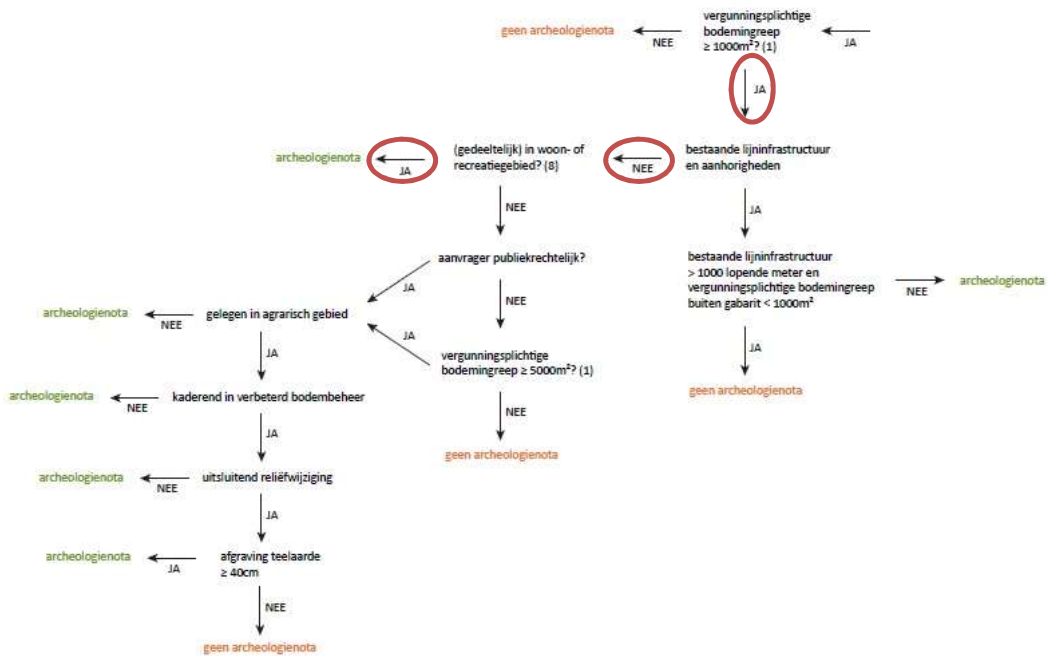 vergunningsplichtige
bodemingreep
≥ 1000m²? (1)
geen archeologienota
NEE
JA
JA
archeologienota
JA
(gedeeltelijk) in woon- of
recreatiegebied? (8)
NEE
bestaande lijninfrastructuur
en aanhorigheden
NEE
JA
aanvrager publiekrechtelijk?
JA
NEE
bestaande lijninfrastructuur
> 1000 lopende meter en
vergunningsplichtige bodemingreep
buiten gabarit < 1000m²
NEE
archeologienota
archeologienota
NEE
gelegen in agrarisch gebied
JA
JA
vergunningsplichtige
bodemingreep ≥ 5000m²? (1)
JA
geen archeologienota
archeologienota
NEE
kaderend in verbeterd bodembeheer
NEE
JA
geen archeologienota
archeologienota
NEE
uitsluitend reliëfwijziging
JA
archeologienota
JA
afgraving teelaarde
≥ 40cm
NEE
geen archeologienota